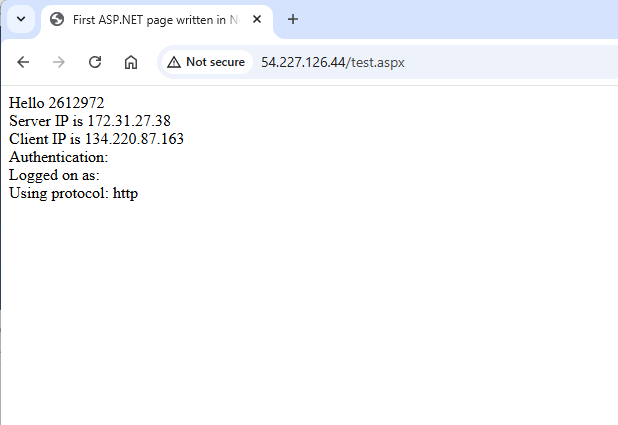 First ASP.NET page written in N
Not secure
54.227.126.44/test.aspx
Hello 2612972
Server IP is 172.31.27.38
Client IP is 134.220.87.163
Authentication:
Logged on as:
Using protocol: http